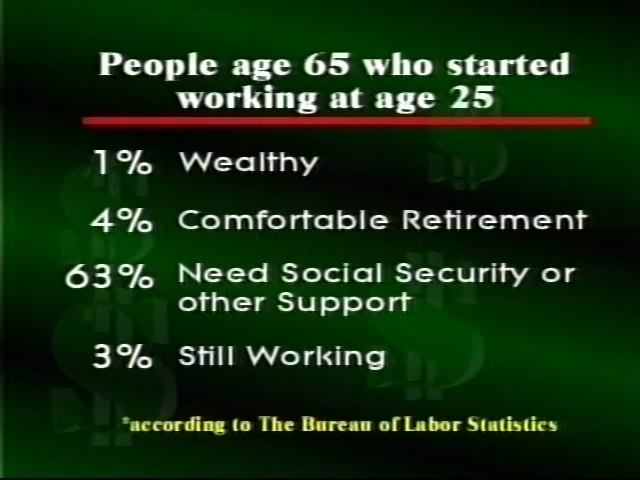 People age 65 who started
working at age 25
1% Wealthy
4% Comfortable Retirement
63% Need Social Security or
other Support
3% Still Working
*according to The Bureau of Labor Statistics